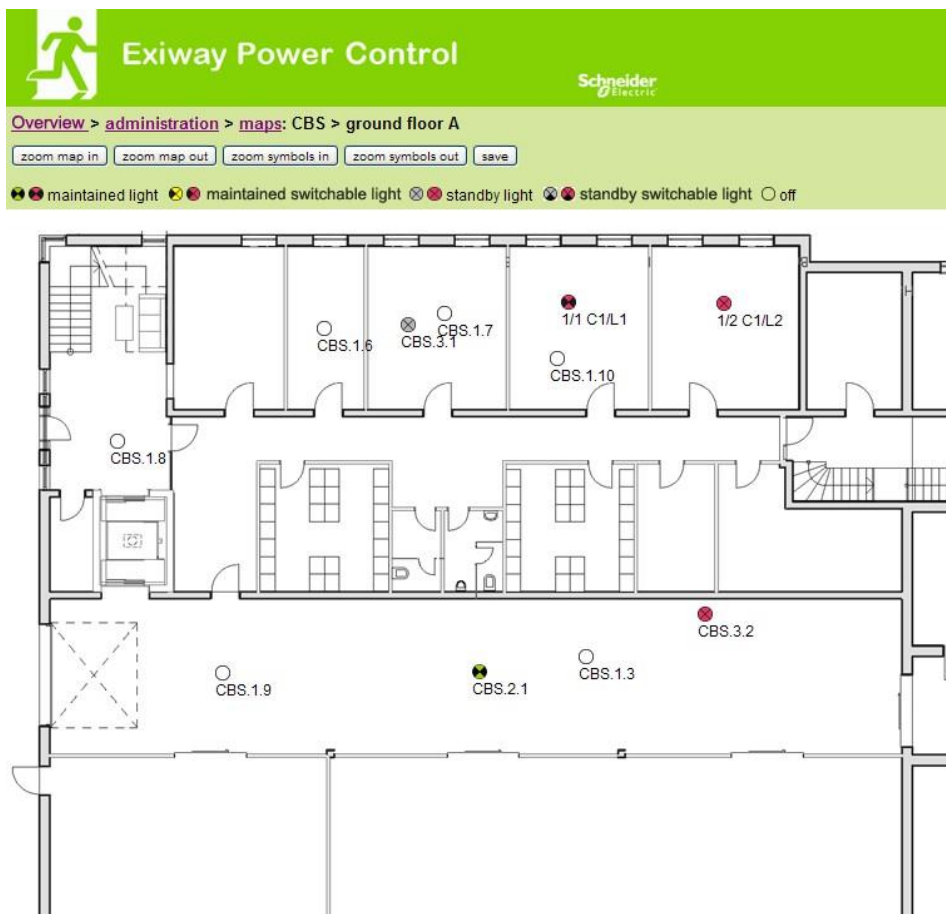 Exiway Power Control
Schneider
Electric
Overview > administration > maps: CBS > ground floor A
zoom map in zoom map out zoom symbols in zoom symbols out save
maintained light maintained switchable light standby light standby switchable light off
1/1 C1/L1
1/2 C1/L2
CBS.1.7
CBS.1.6
CBS.3.1
CBS.1.10
CBS.1.8
CBS.3.2
CBS.1.3
CBS.1.9
CBS.2.1